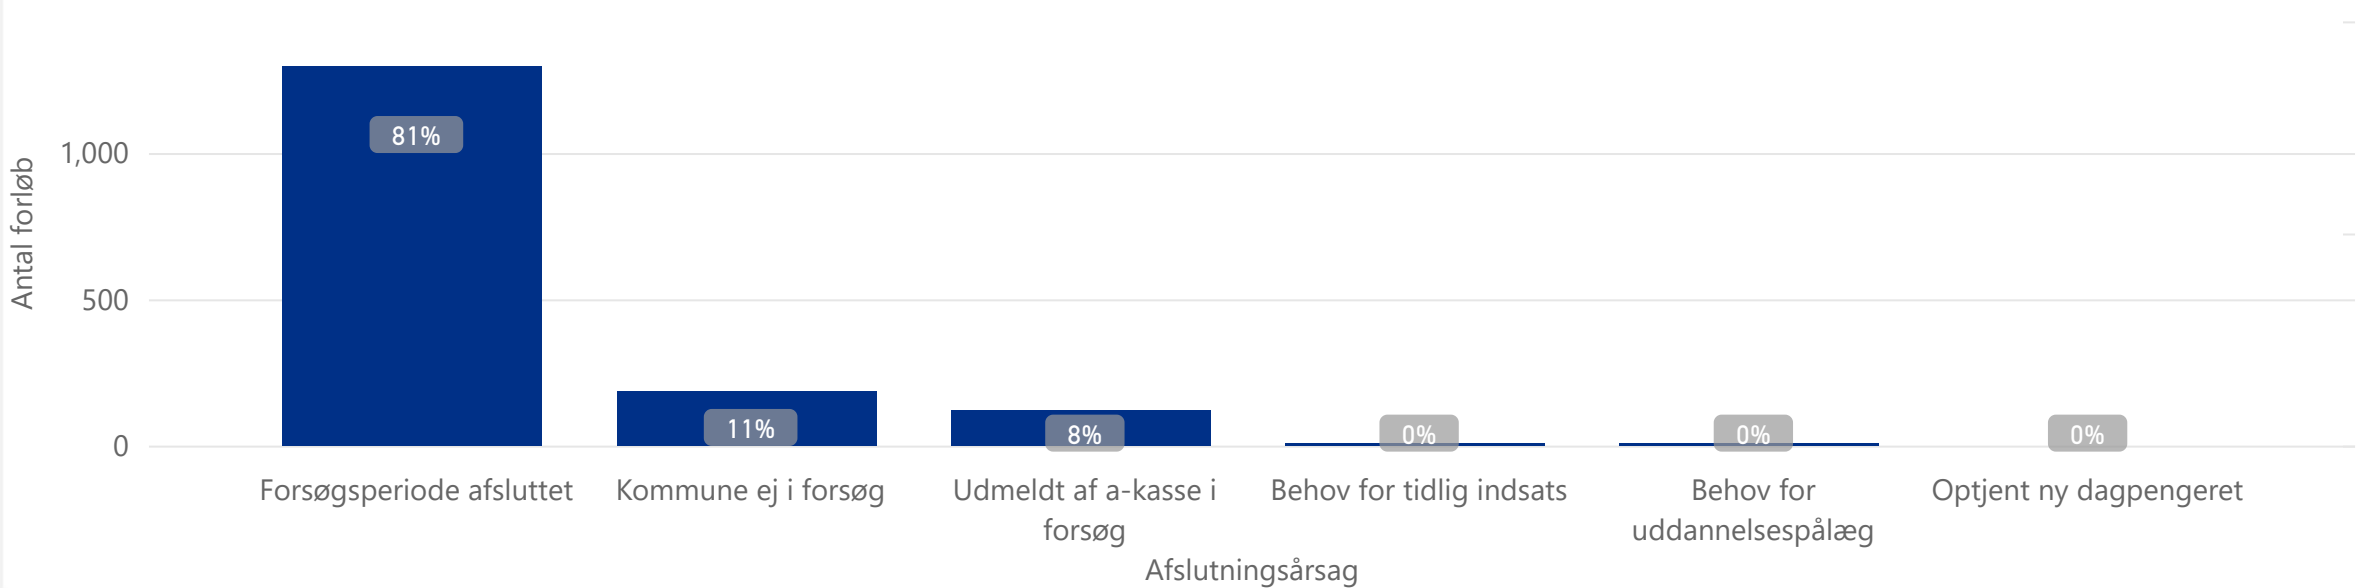 Antal forløb
1,000
500
0
81%
11%
8%
0%
0%
0%
Forsøgsperiode afsluttet
Kommune ej i forsøg
Udmeldt af a-kasse i
forsøg
Behov for tidlig indsats
Behov for
uddannelsespålæg
Optjent ny dagpengeret
Afslutningsårsag